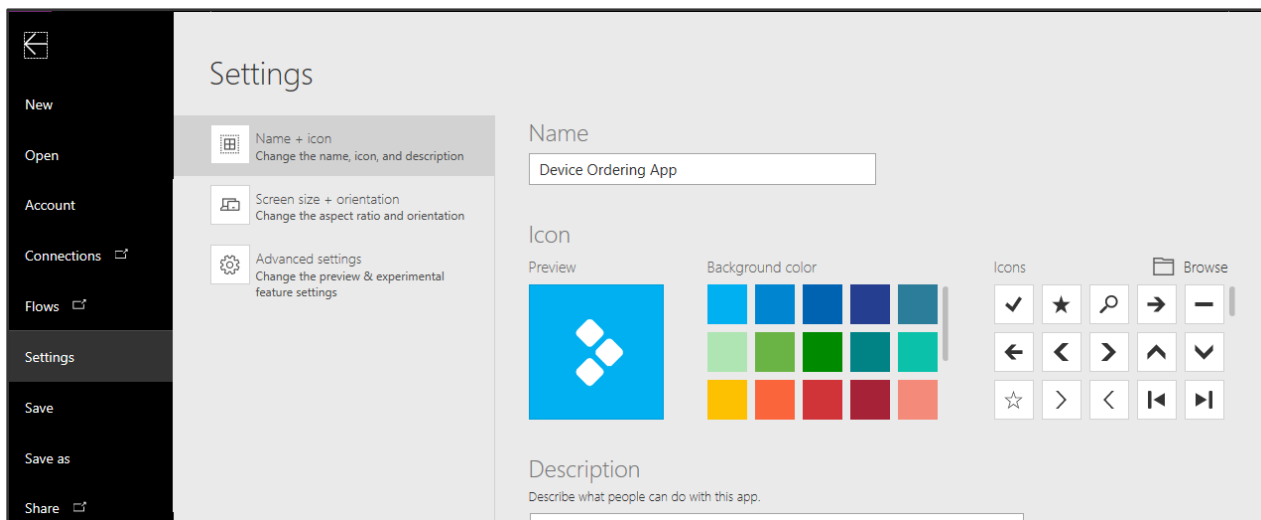 New
Open
Account
Connections
Flows
Settings
Save
Save as
Share
Settings
Name + icon
Change the name, icon, and description
Screen size + orientation
Change the aspect ratio and orientation
Advanced settings
Change the preview & experimental
feature settings
Name
Device Ordering App
Icon
Preview
Background color
Icons
Browse
Description
Describe what people can do with this app.